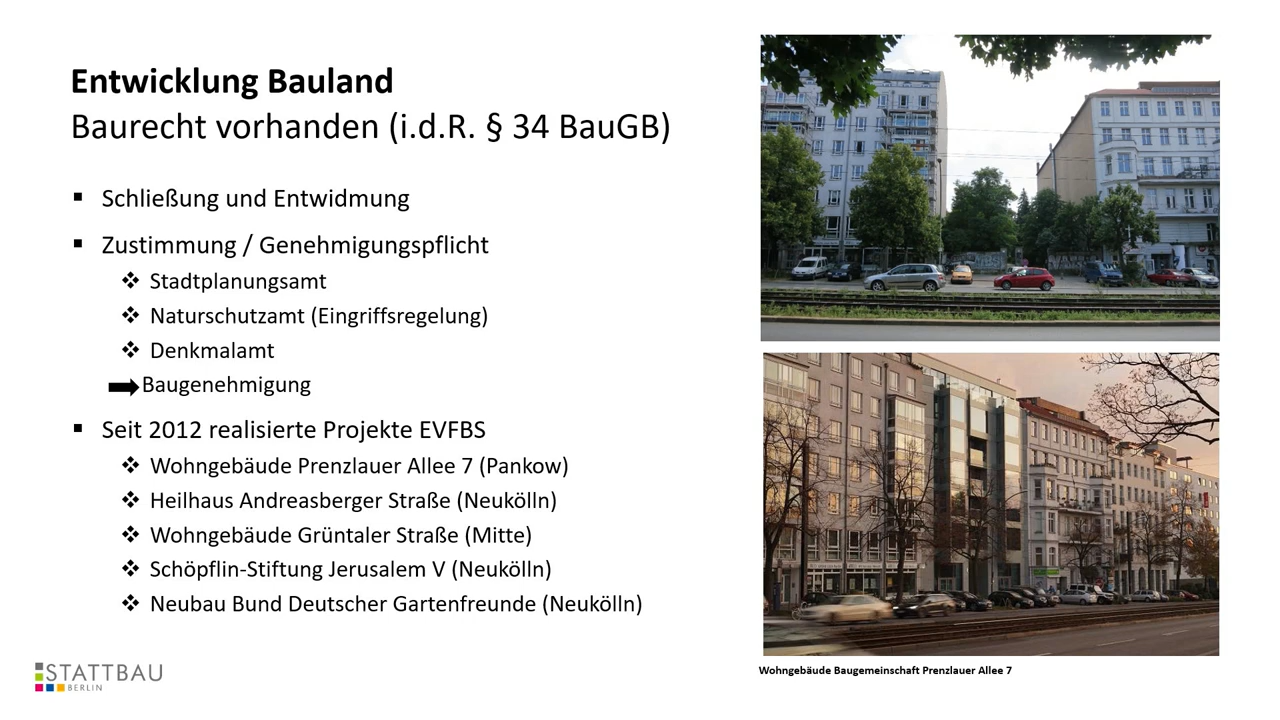 Entwicklung Bauland
Baurecht vorhanden (i.d.R. § 34 BauGB)
▪ Schließung und Entwidmung
▪ Zustimmung / Genehmigungspflicht
❖ Stadtplanungsamt
❖ Naturschutzamt (Eingriffsregelung)
❖ Denkmalamt
➡Baugenehmigung
▪ Seit 2012 realisierte Projekte EVFBS
❖ Wohngebäude Prenzlauer Allee 7 (Pankow)
❖ Heilhaus Andreasberger Straße (Neukölln)
❖ Wohngebäude Grüntaler Straße (Mitte)
❖ Schöpflin-Stiftung Jerusalem V (Neukölln)
❖ Neubau Bund Deutscher Gartenfreunde (Neukölln)
Wohngebäude Baugemeinschaft Prenzlauer Allee 7
STATTBAU
BERLIN